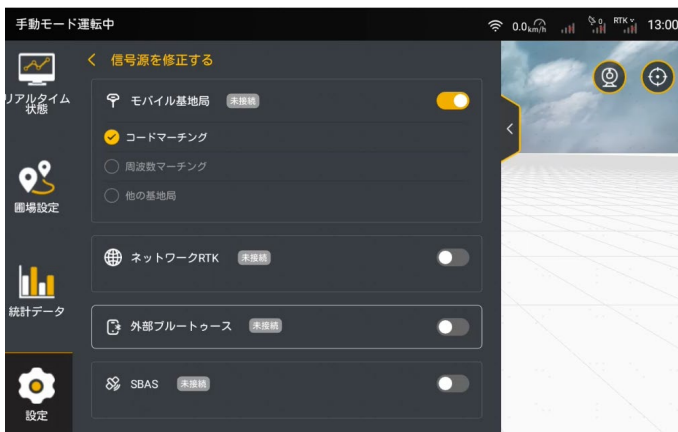 手動モード運転中
0.0km/h
0
RTK
13:00
リアルタイム
状態
圃場設定
統計データ
設定
信号源を修正する
モバイル基地局 未接続
コードマーチング
周波数マーチング
他の基地局
ネットワークRTK 未接続
外部ブルートゥース 未接続
SBAS 未接続